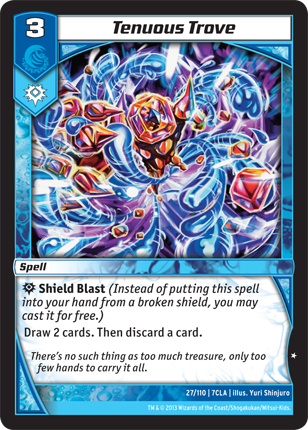 3
Tenuous Trove
Spell
Shield Blast (Instead of putting this spell
into your hand from a broken shield, you may
cast it for free.)
Draw 2 cards. Then discard a card.
There's no such thing as too much treasure, only too
few hands to carry it all.
27/110 | 7CLA | illus. Yuri Shinjuro
TM & © 2013 Wizards of the Coast/Shogakukan/Mitsui-Kids.